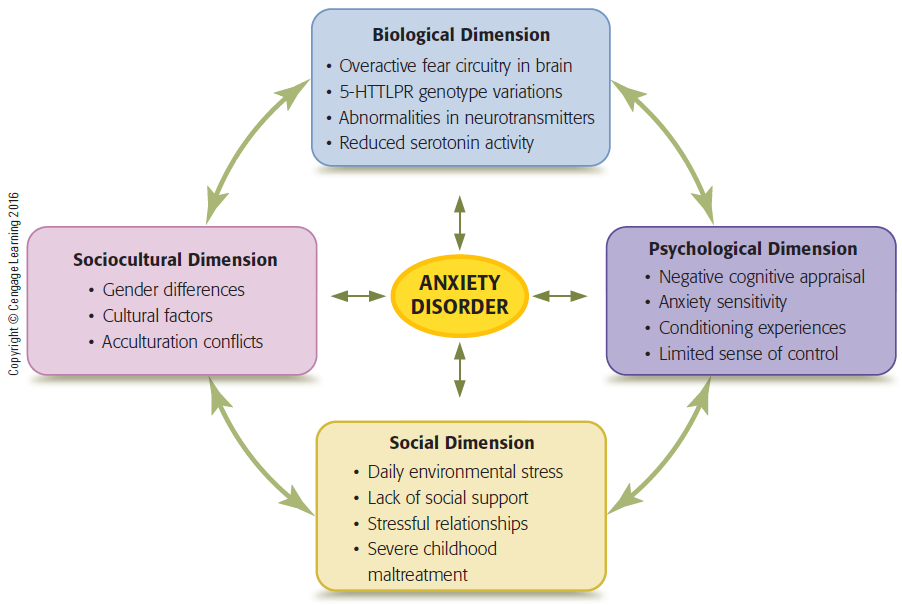 Biological Dimension
• Overactive fear circuitry in brain
• 5-HTTLPR genotype variations
• Abnormalities in neurotransmitters
• Reduced serotonin activity
Sociocultural Dimension
• Gender differences
• Cultural factors
• Acculturation conflicts
ANXIETY
DISORDER
Psychological Dimension
• Negative cognitive appraisal
• Anxiety sensitivity
• Conditioning experiences
• Limited sense of control
Social Dimension
• Daily environmental stress
• Lack of social support
• Stressful relationships
• Severe childhood
maltreatment
Copyright © Cengage Learning 2016